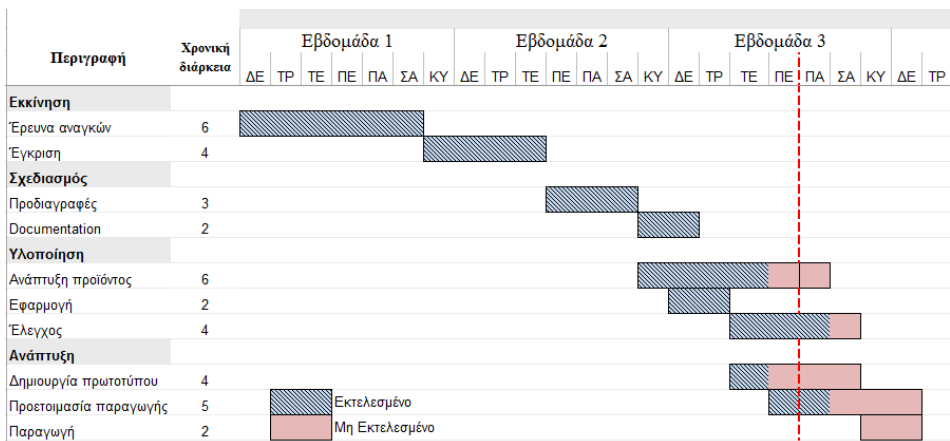 Εβδομάδα 1 Εβδομάδα 2 Εβδομάδα 3
Περιγραφή Χρονική διάρκεια
ΔΕ ΤΡ ΤΕ ΠΕ ΠΑ ΣΑ ΚΥ ΔΕ ΤΡ ΤΕ ΠΕ ΠΑ ΣΑ ΚΥ ΔΕ ΤΡ ΤΕ ΠΕ ΠΑ ΣΑ ΚΥ ΔΕ ΤΡ
Εκκίνηση
Έρευνα αναγκών 6
Έγκριση 4
Σχεδιασμός
Προδιαγραφές 3
Documentation 2
Υλοποίηση
Ανάπτυξη προϊόντος 6
Εφαρμογή 2
Έλεγχος 4
Ανάπτυξη
Δημιουργία πρωτοτύπου 4
Προετοιμασία παραγωγής 5 Εκτελεσμένο
Παραγωγή 2 Μη Εκτελεσμένο